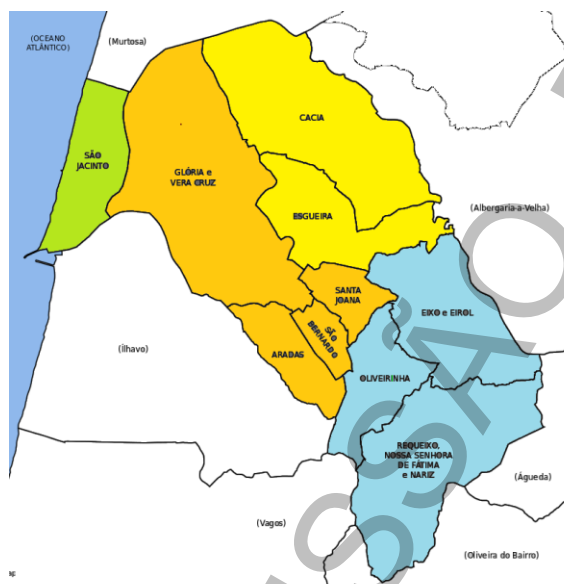 (OCEANO
ATLÂNTICO)
(Murtosa)
CACIA
SÃO
JACINTO
GLÓRIA e
VERA CRUZ
(Albergaria-a-Velha)
ESGUEIRA
SANTA
JOANA
EIXO e EIROL
SÃO
BERNARDO
(Ílhavo)
ARADAS
OLIVEIRINHA
REQUEIXO,
NOSSA SENHORA
DE FÁTIMA
e NARIZ
(Águeda)
(Vagos)
(Oliveira do Bairro)
SSÃO